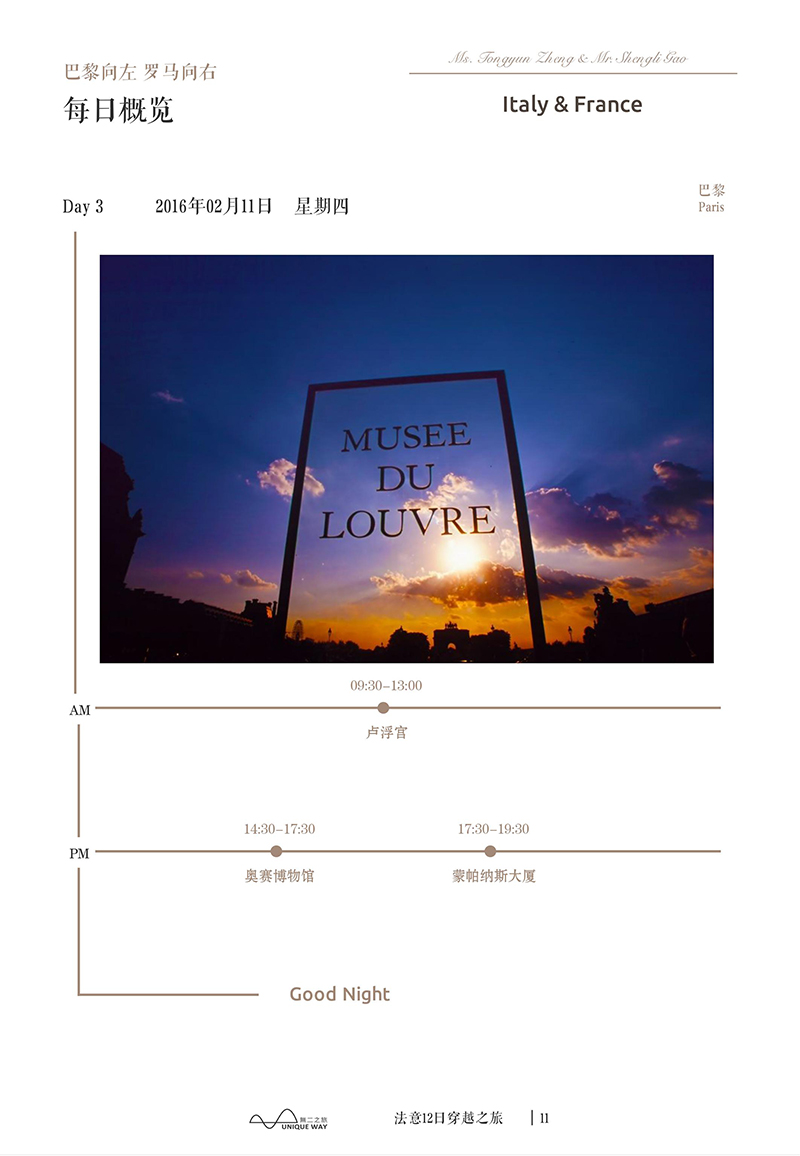 巴黎向左 罗马向右
每日概览
Ms. Tongyun Zheng & Mr. Shengli Gao
Italy & France
Day 3 2016年02月11日 星期四
巴黎
Paris
MUSEE
DU
LOUVRE
09:30–13:00
AM
卢浮宫
14:30–17:30 17:30–19:30
PM
奥赛博物馆 蒙帕纳斯大厦
Good Night
無二之旅
UNIQUE WAY
法意12日穿越之旅 | 11